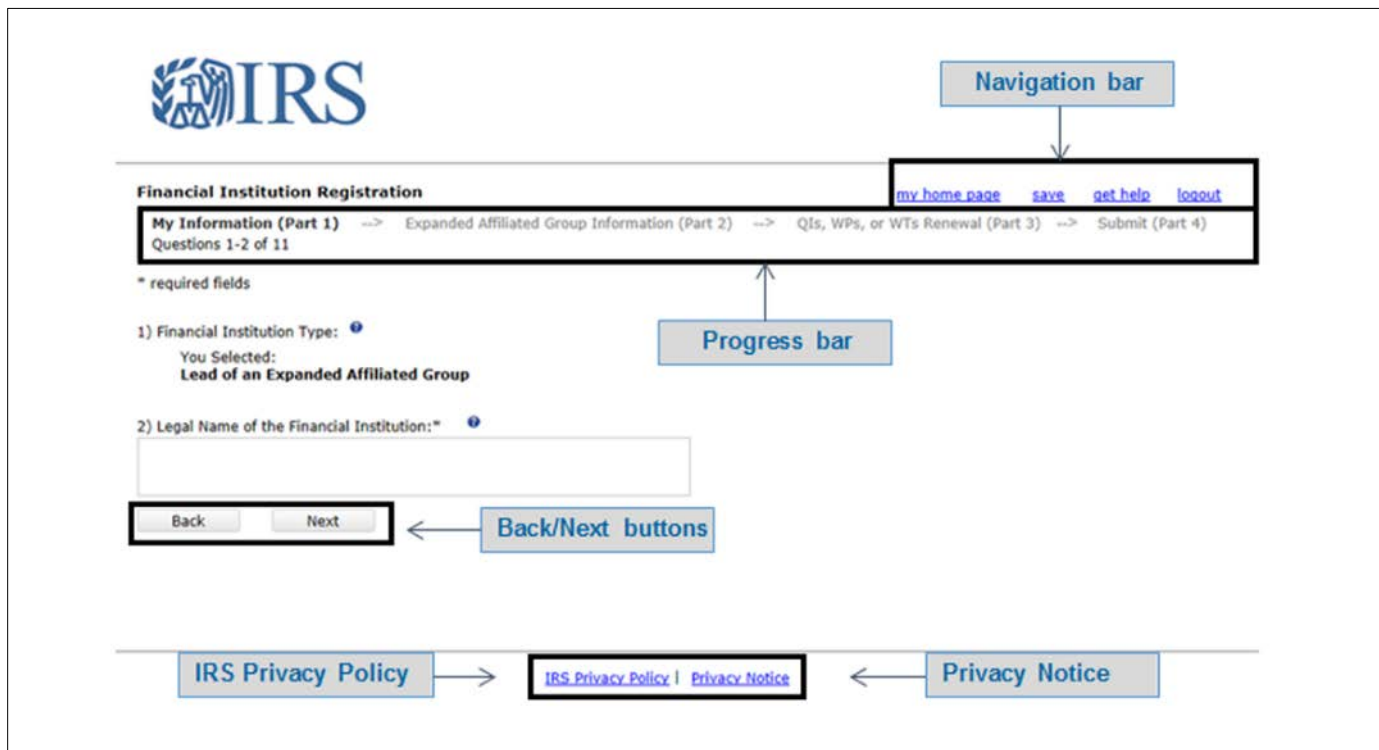 IRS
Navigation bar
Financial Institution Registration
my home page save get help logout
My Information (Part 1) --> Expanded Affiliated Group Information (Part 2) --> QIs, WPs, or WTs Renewal (Part 3) --> Submit (Part 4)
Questions 1-2 of 11
* required fields
1) Financial Institution Type: ?
Progress bar
You Selected:
Lead of an Expanded Affiliated Group
2) Legal Name of the Financial Institution:* ?
Back Next
Back/Next buttons
IRS Privacy Policy
IRS Privacy Policy | Privacy Notice
Privacy Notice